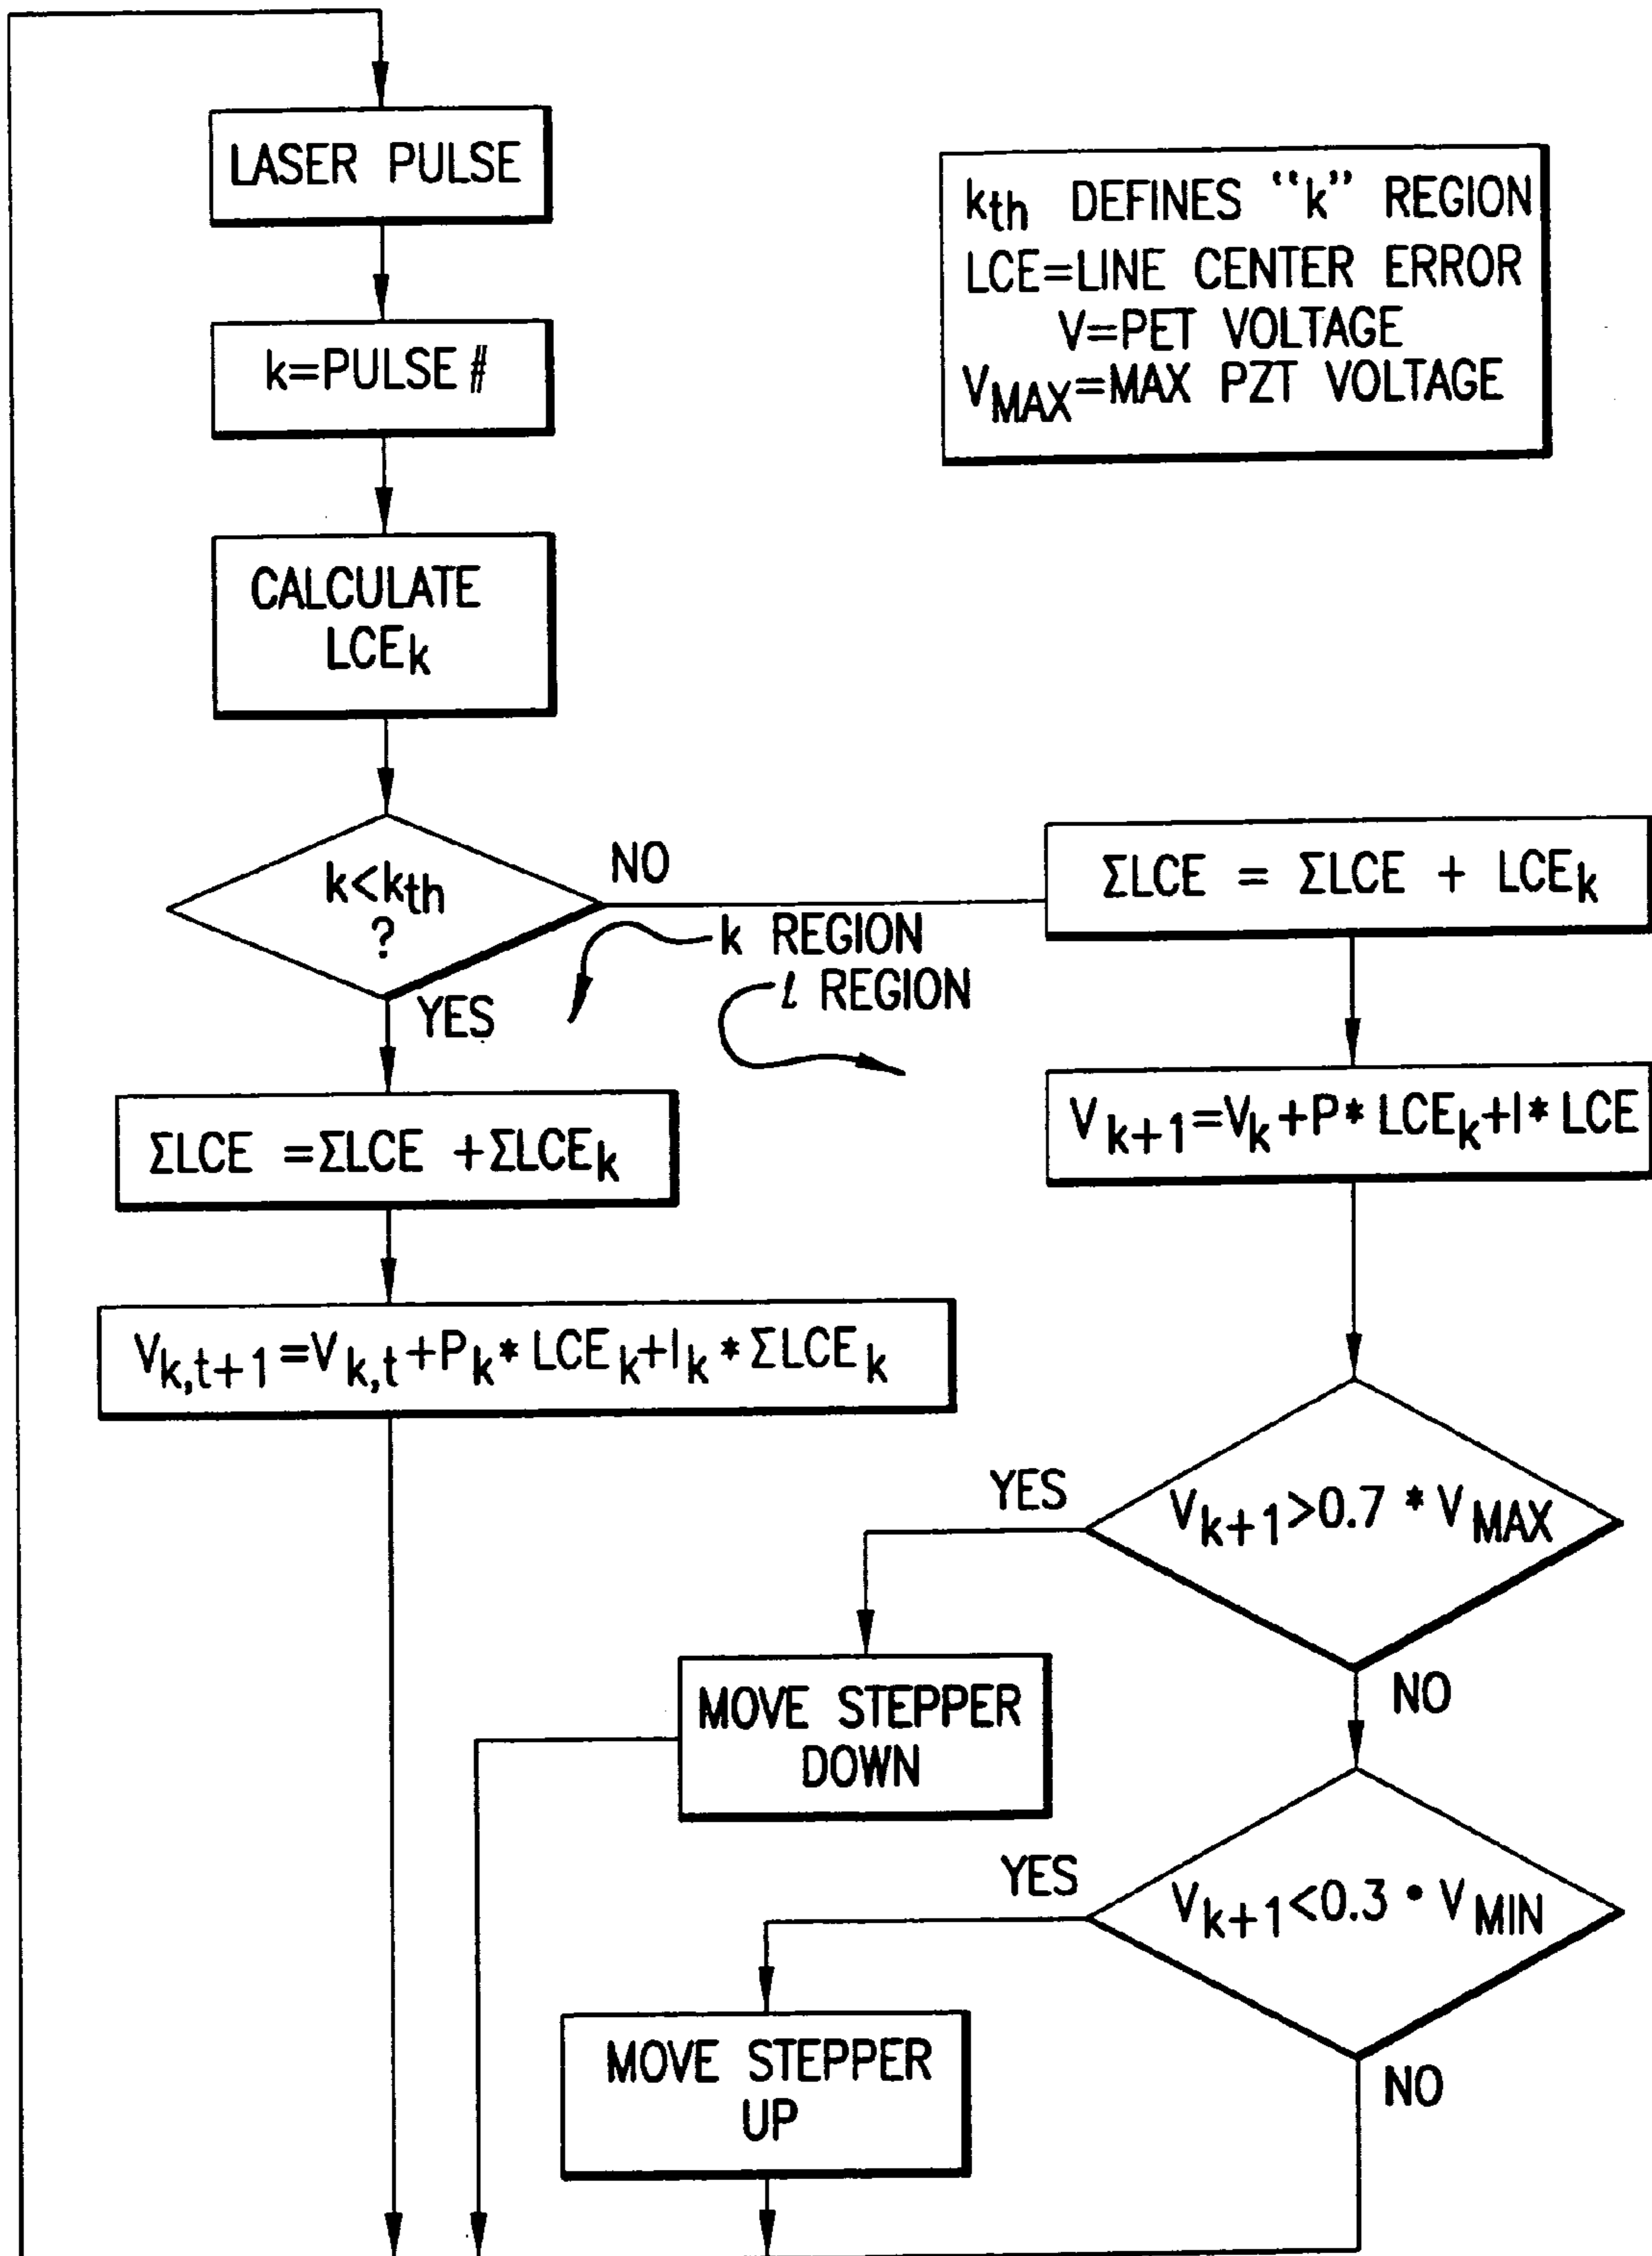 LASER PULSE
k=PULSE #
CALCULATE
LCEk
kth DEFINES "k" REGION
LCE=LINE CENTER ERROR
V=PET VOLTAGE
VMAX=MAX PZT VOLTAGE
k<kth
?
NO
YES
k REGION
l REGION
ΣLCE = ΣLCE + LCEk
Vk+1=Vk+P* LCEk+I* LCE
ΣLCE =ΣLCE +ΣLCEk
Vk,t+1=Vk,t+Pk* LCEk+Ik* ΣLCEk
YES
Vk+1>0.7 * VMAX
NO
MOVE STEPPER
DOWN
YES
Vk+1<0.3 • VMIN
NO
MOVE STEPPER
UP